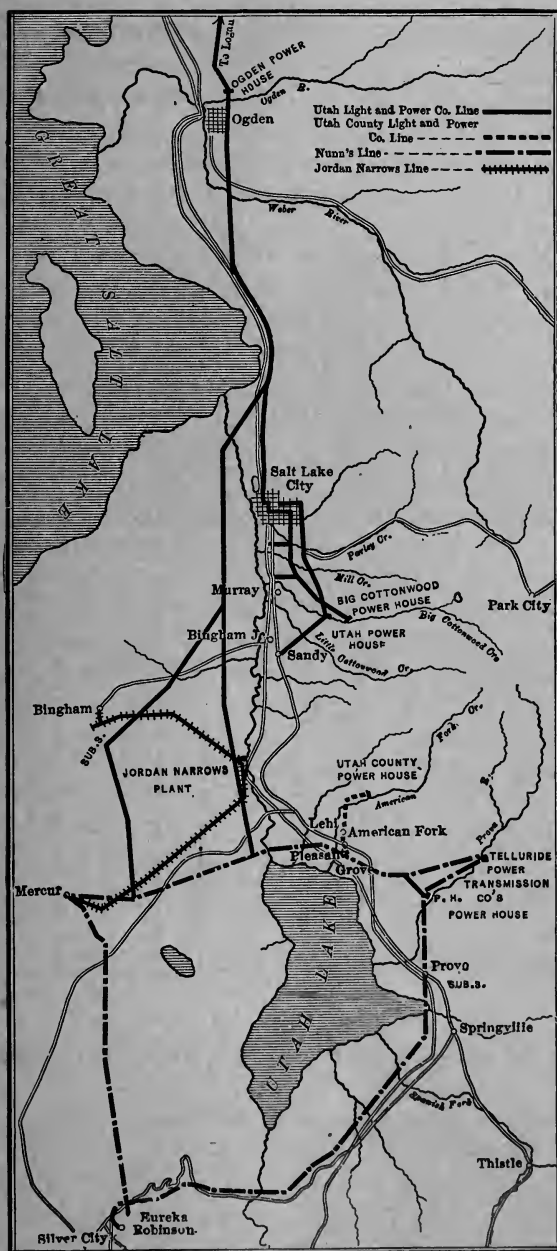 To Logan
OGDEN POWER
HOUSE
Ogden R.
Ogden
Utah Light and Power Co. Line
Utah County Light and Power
Co. Line
Nunn's Line
Jordan Narrows Line
GREAT SALT LAKE
Weber River
Salt Lake
City
Parley Cr.
Mill Cr.
Murray
BIG COTTONWOOD
POWER HOUSE
Park City
Big Cottonwood Cr.
UTAH POWER
HOUSE
Bingham J.
Sandy
Little Cottonwood Cr.
Bingham
SUB.S.
JORDAN NARROWS
PLANT
UTAH COUNTY
POWER HOUSE
American Fork Cr.
Lehi
American Fork
Provo R.
Pleasant
Grove
TELLURIDE
POWER
TRANSMISSION
CO'S
POWER HOUSE
P. H.
Mercur
UTAH LAKE
Provo
SUB.S.
Springville
Spanish Fork
Thistle
Eureka
Robinson
Silver City